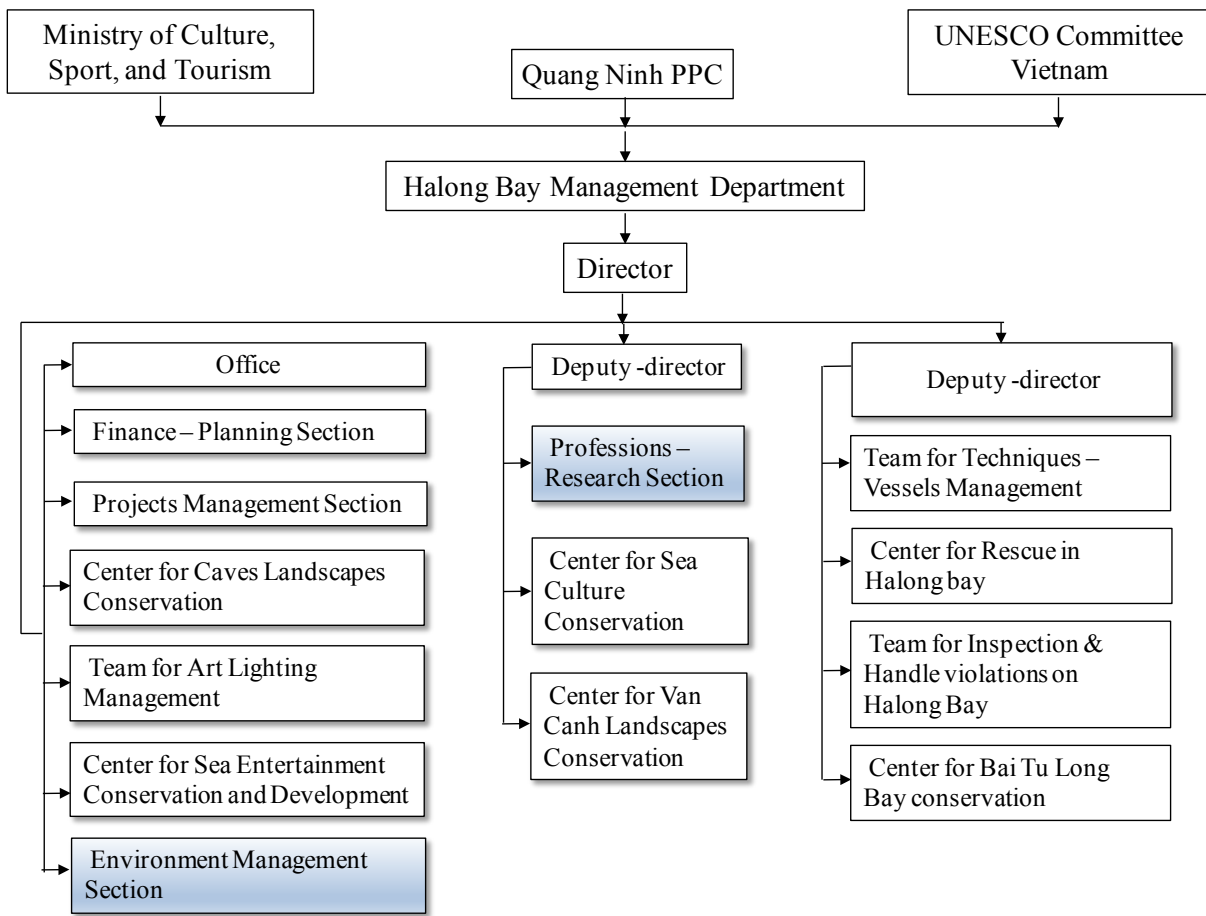 Ministry of Culture,
Sport, and Tourism
Quang Ninh PPC
UNESCO Committee
Vietnam
Halong Bay Management Department
Director
Office
Finance – Planning Section
Projects Management Section
Center for Caves Landscapes
Conservation
Team for Art Lighting
Management
Center for Sea Entertainment
Conservation and Development
Environment Management
Section
Deputy -director
Professions –
Research Section
Center for Sea
Culture
Conservation
Center for Van
Canh Landscapes
Conservation
Deputy -director
Team for Techniques –
Vessels Management
Center for Rescue in
Halong bay
Team for Inspection &
Handle violations on
Halong Bay
Center for Bai Tu Long
Bay conservation